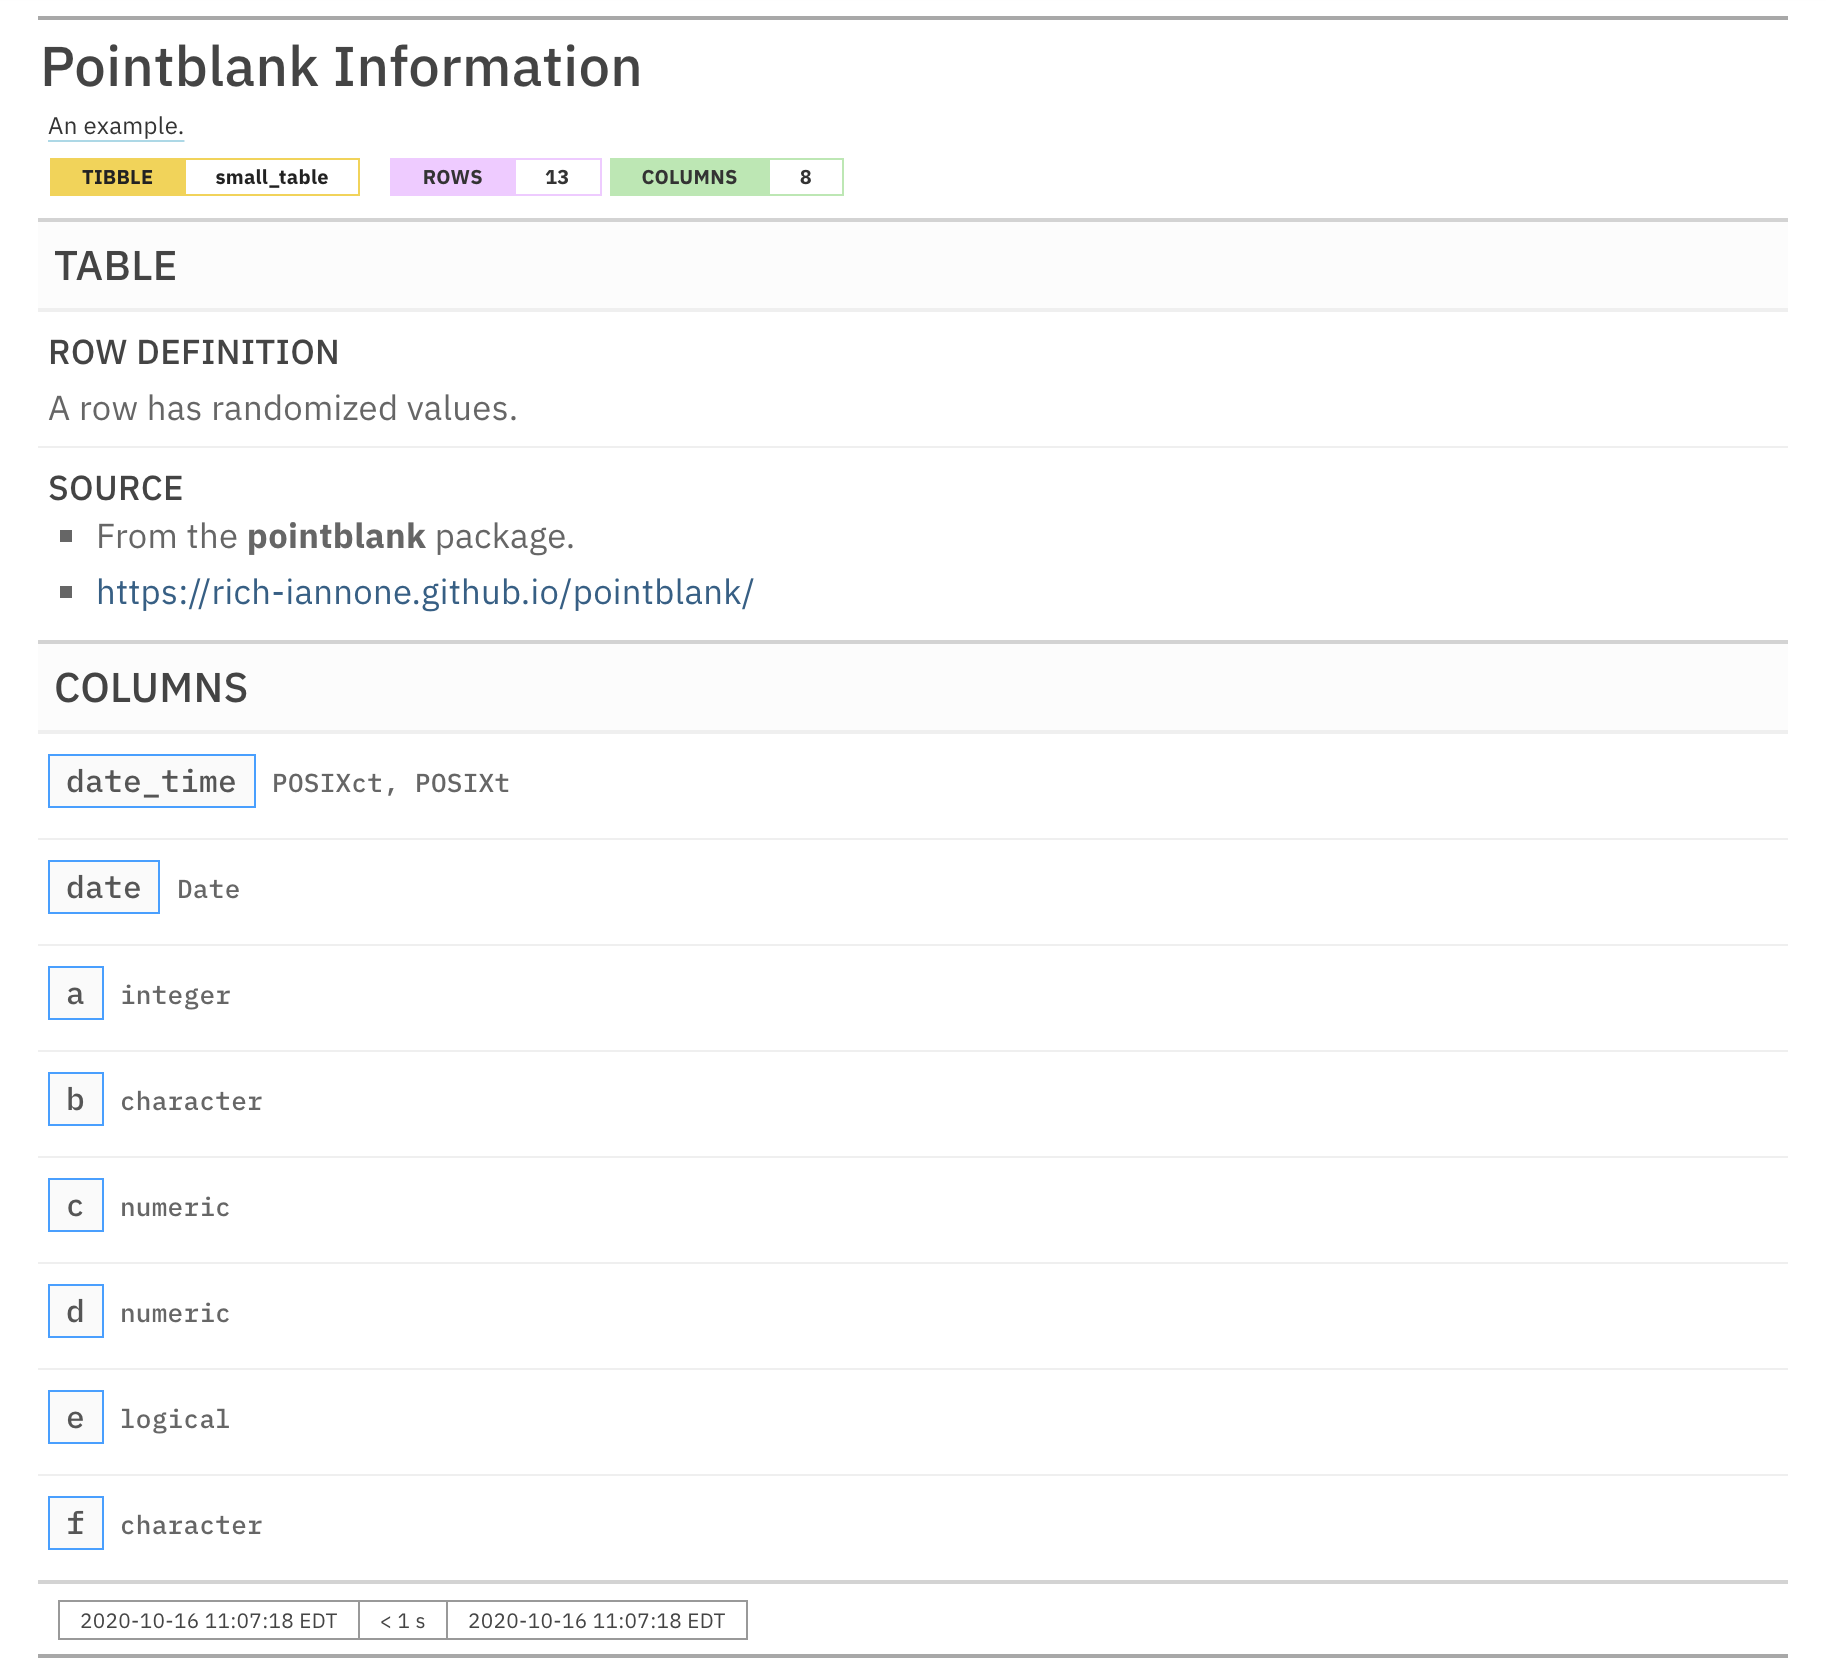 Pointblank Information
An example.
TIBBLE small_table ROWS 13 COLUMNS 8
TABLE
ROW DEFINITION
A row has randomized values.
SOURCE
From the pointblank package.
https://rich-iannone.github.io/pointblank/
COLUMNS
date_time POSIXct, POSIXt
date Date
a integer
b character
c numeric
d numeric
e logical
f character
2020-10-16 11:07:18 EDT < 1 s 2020-10-16 11:07:18 EDT